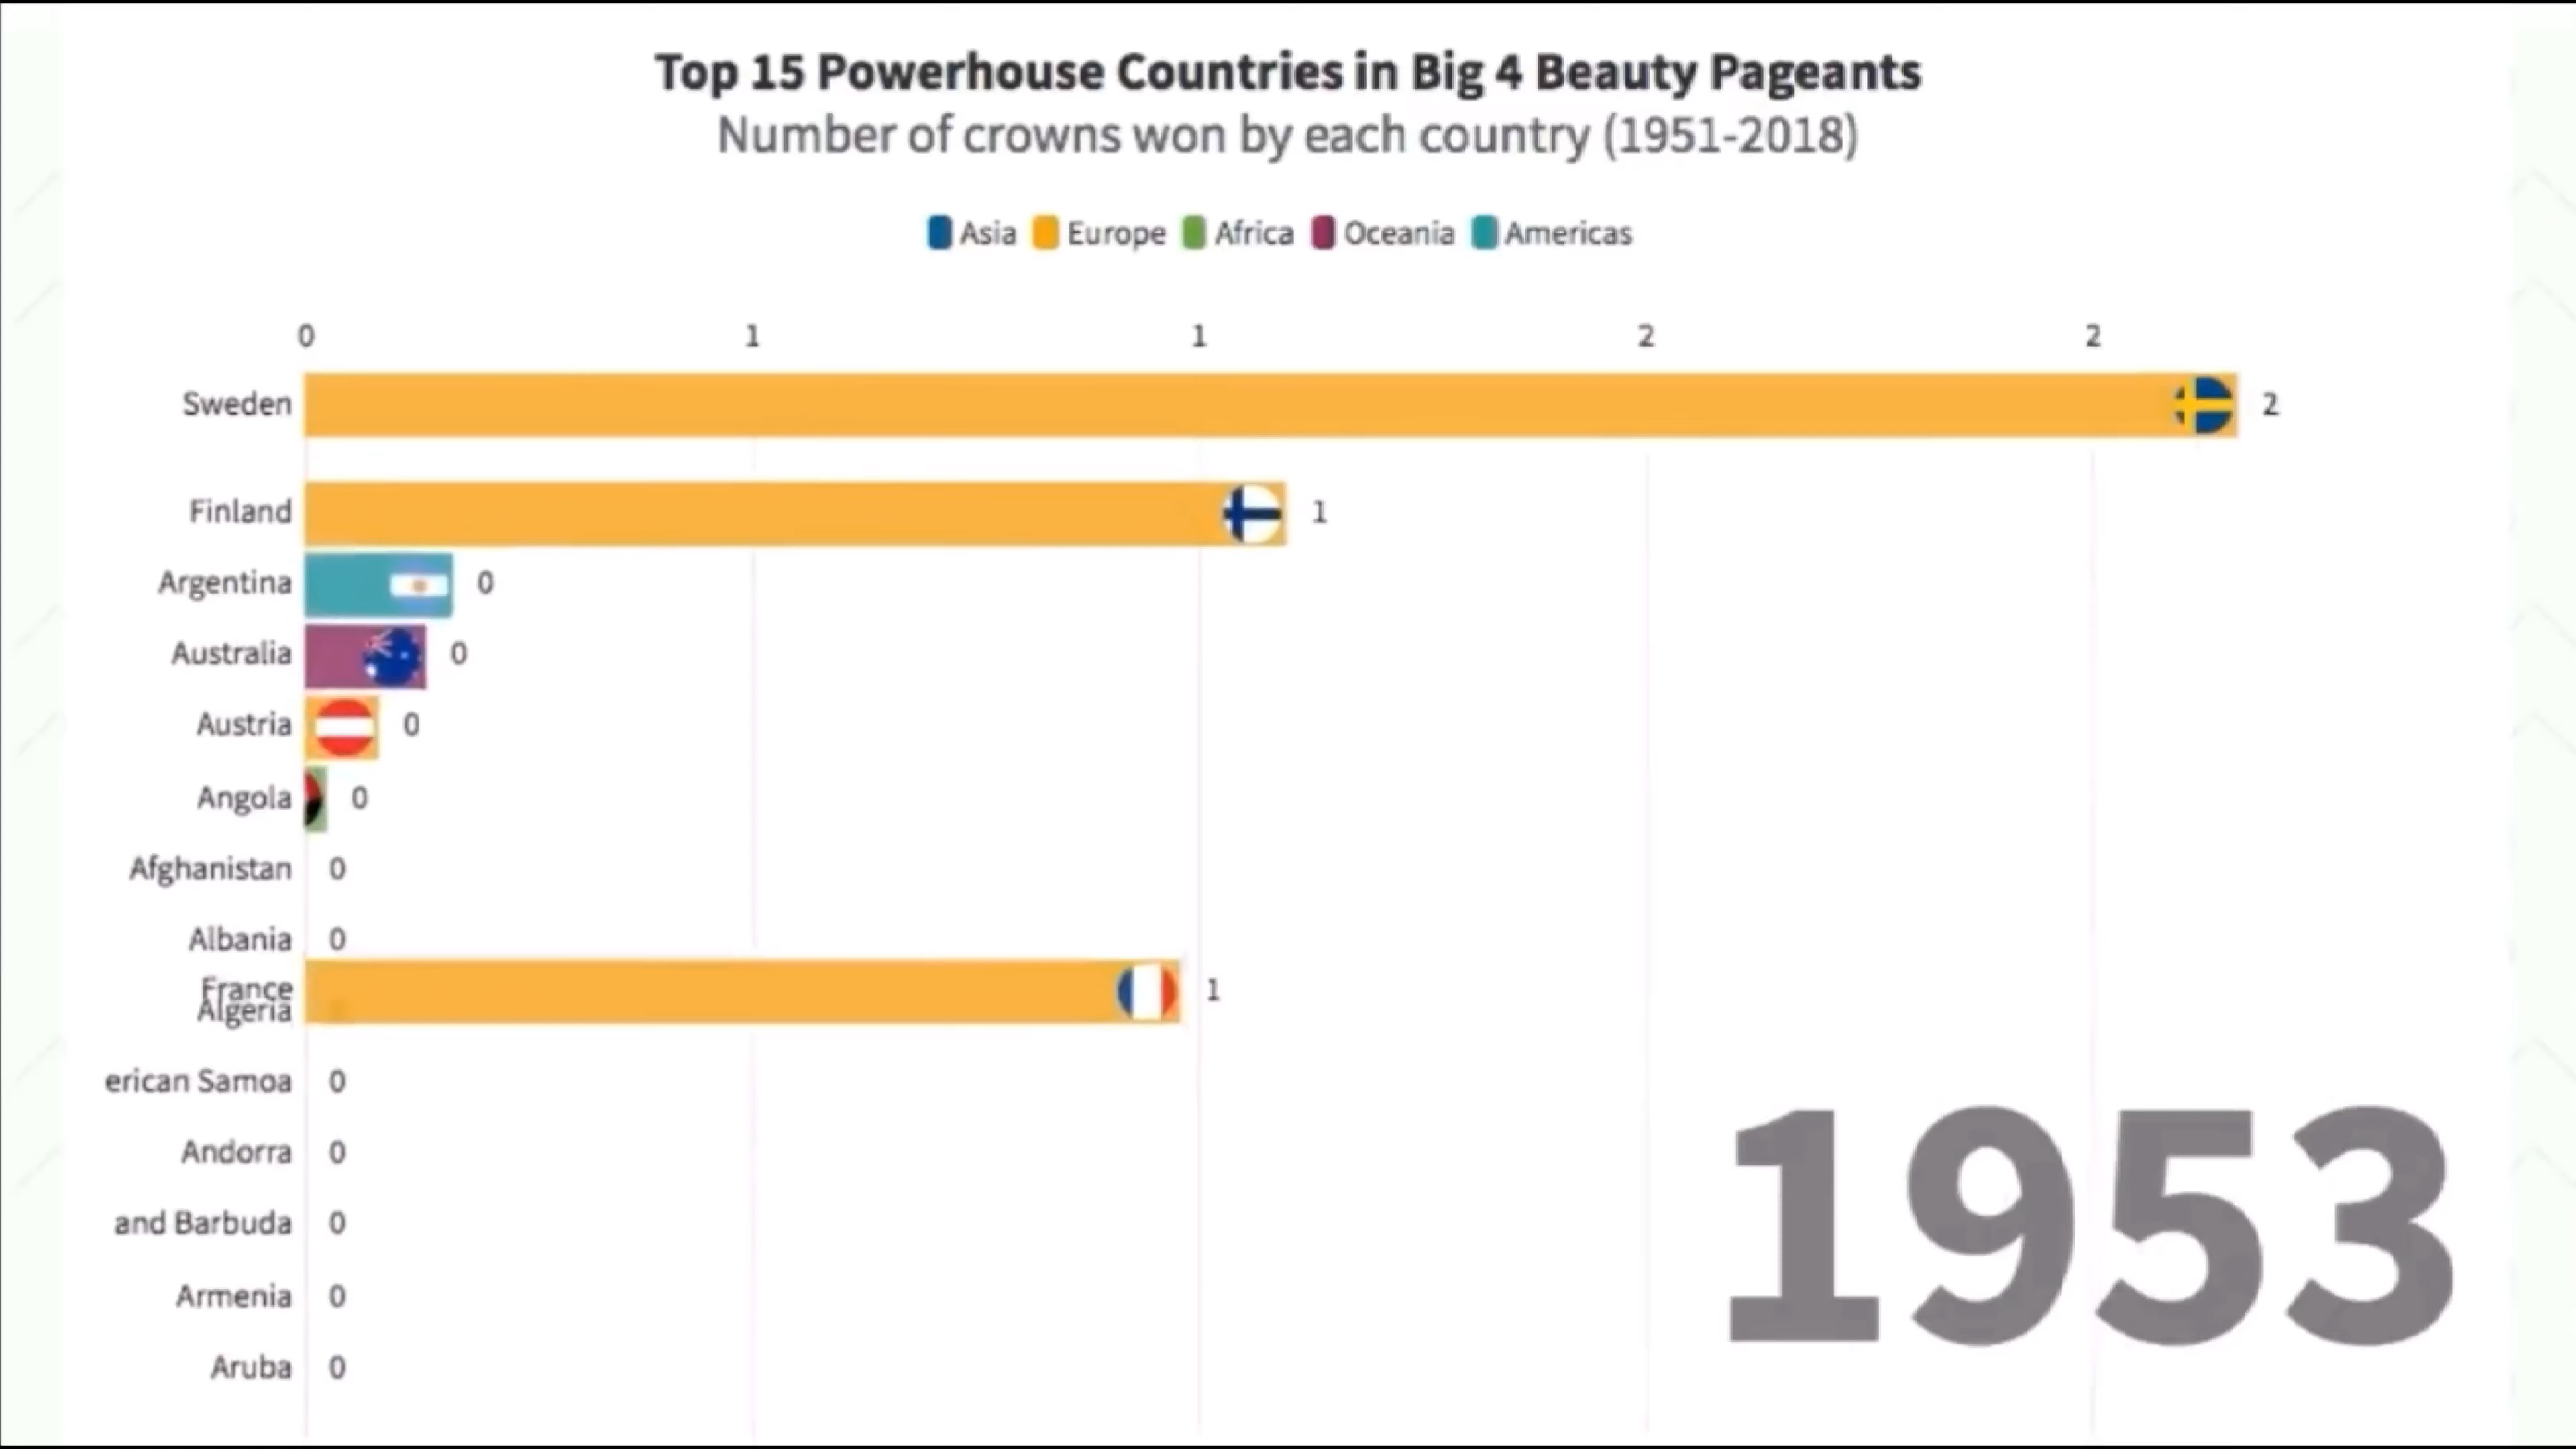 Top 15 Powerhouse Countries in Big 4 Beauty Pageants
Number of crowns won by each country (1951-2018)
Asia Europe Africa Oceania Americas
0 1 1 2 2
Sweden 2
Finland 1
Argentina 0
Australia 0
Austria 0
Angola 0
Afghanistan 0
Albania 0
France 1
Algeria
erican Samoa 0
Andorra 0
and Barbuda 0
Armenia 0
Aruba 0
1953